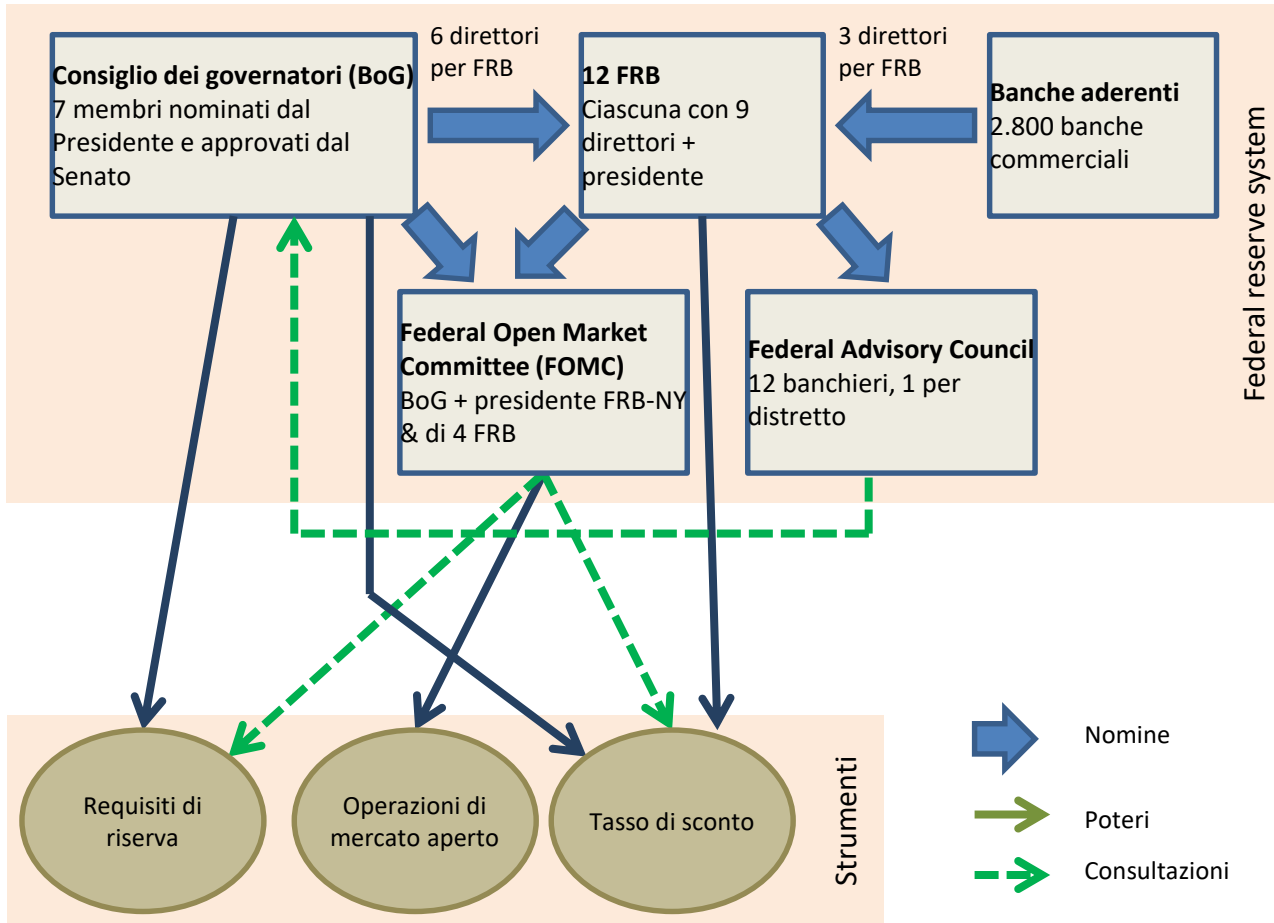 6 direttori
per FRB
3 direttori
per FRB
Consiglio dei governatori (BoG)
7 membri nominati dal
Presidente e approvati dal
Senato
12 FRB
Ciascuna con 9
direttori +
presidente
Banche aderenti
2.800 banche
commerciali
Federal reserve system
Federal Open Market
Committee (FOMC)
BoG + presidente FRB-NY
& di 4 FRB
Federal Advisory Council
12 banchieri, 1 per
distretto
Requisiti di
riserva
Operazioni di
mercato aperto
Tasso di sconto
Strumenti
Nomine
Poteri
Consultazioni